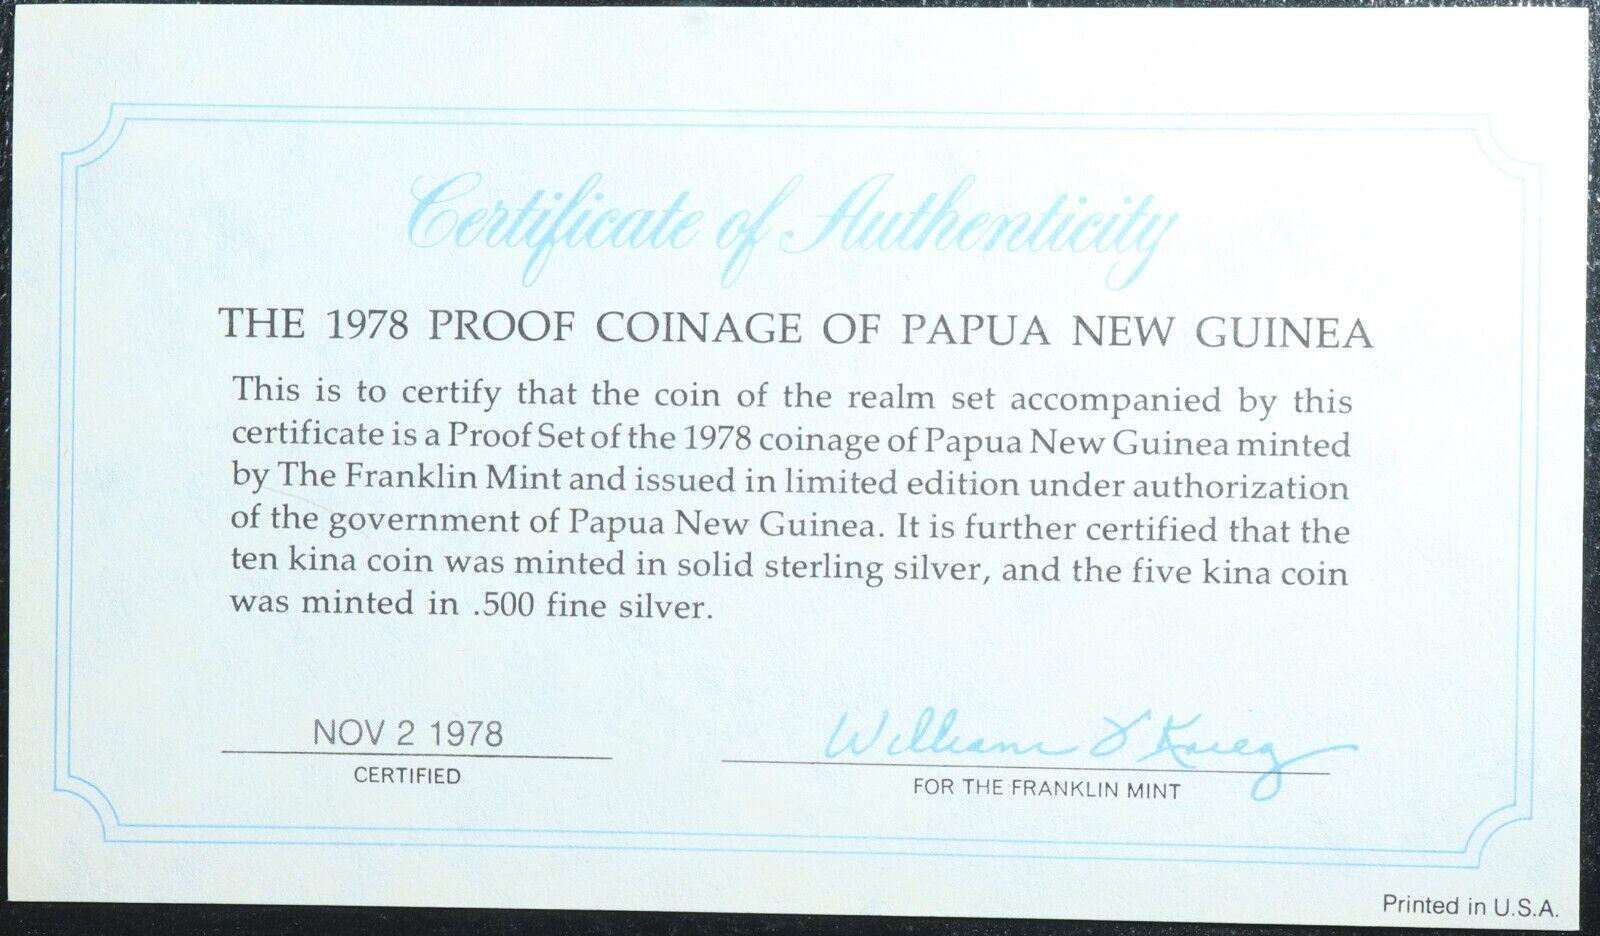 Certificate of Authenticity
THE 1978 PROOF COINAGE OF PAPUA NEW GUINEA
This is to certify that the coin of the realm set accompanied by this
certificate is a Proof Set of the 1978 coinage of Papua New Guinea minted
by The Franklin Mint and issued in limited edition under authorization
of the government of Papua New Guinea. It is further certified that the
ten kina coin was minted in solid sterling silver, and the five kina coin
was minted in .500 fine silver.
NOV 2 1978
CERTIFIED
William
FOR THE FRANKLIN MINT
Printed in U.S.A.